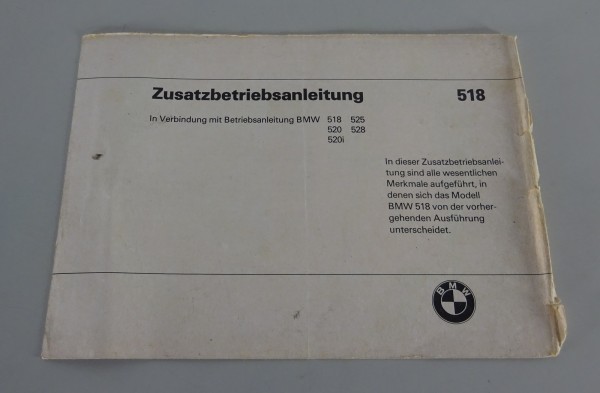 Zusatzbetriebsanleitung 518
In Verbindung mit Betriebsanleitung BMW 518 525
520 528
520i
In dieser Zusatzbetriebsanlei-
tung sind alle wesentlichen
Merkmale aufgeführt, in
denen sich das Modell
BMW 518 von der vorher-
gehenden Ausführung
unterscheidet.
BMW